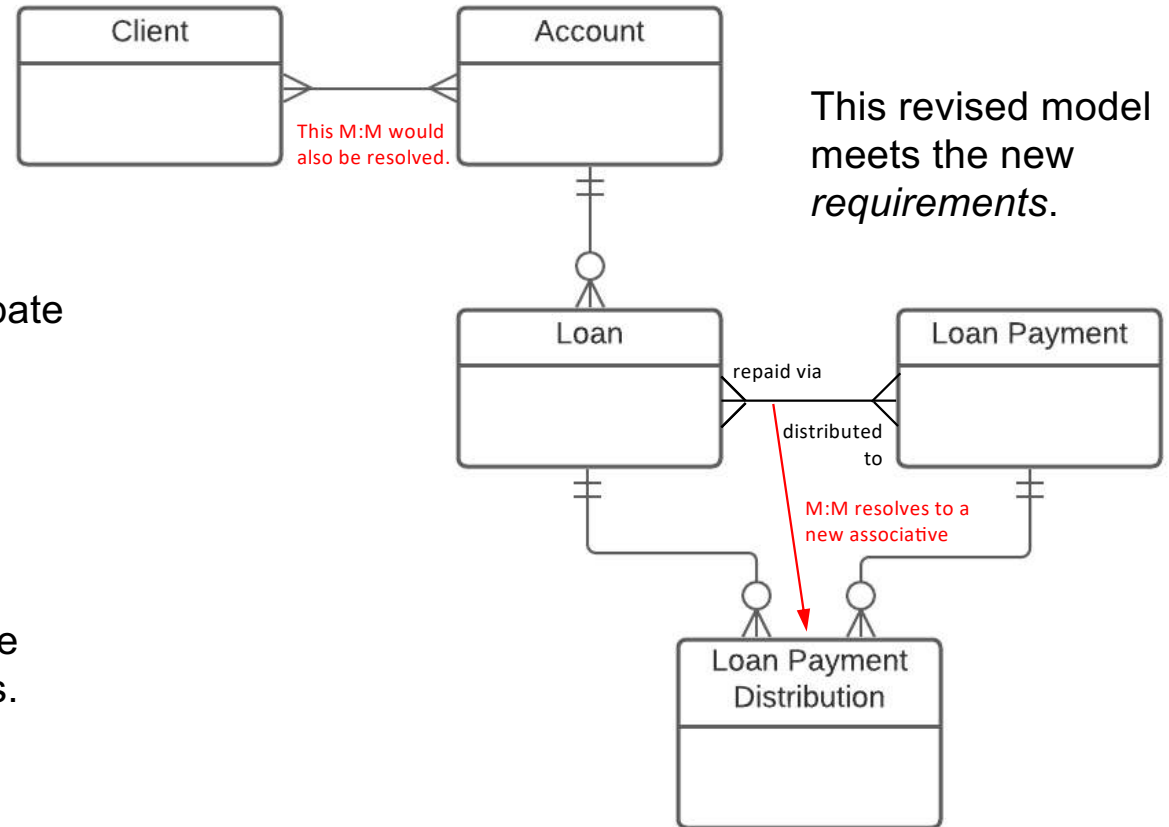 Client
Account
This M:M would
also be resolved.
This revised model
meets the new
requirements.
Loan
Loan Payment
repaid via
distributed
to
M:M resolves to a
new associative
Loan Payment
Distribution